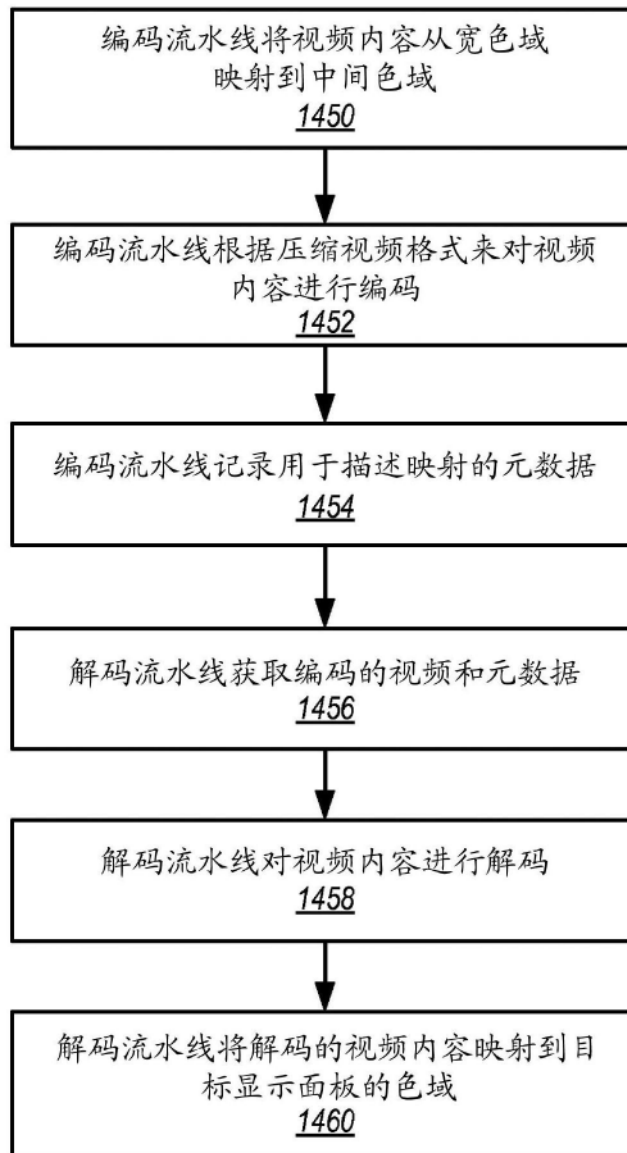 编码流水线将视频内容从宽色域
映射到中间色域
1450
编码流水线根据压缩视频格式来对视频
内容进行编码
1452
编码流水线记录用于描述映射的元数据
1454
解码流水线获取编码的视频和元数据
1456
解码流水线对视频内容进行解码
1458
解码流水线将解码的视频内容映射到目
标显示面板的色域
1460